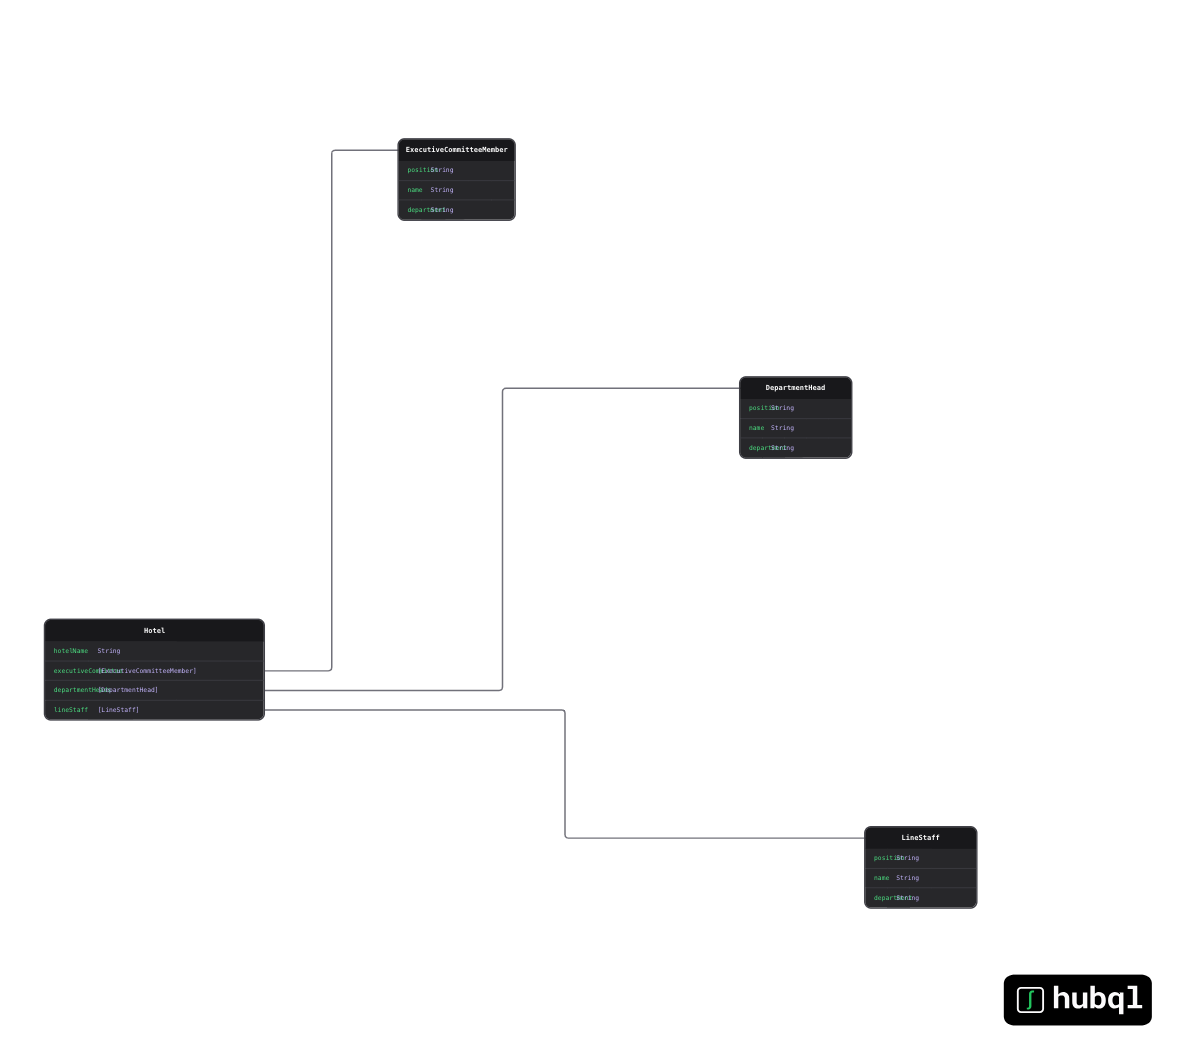 ExecutiveCommitteeMember
position String
name String
department String
DepartmentHead
position String
name String
department String
Hotel
hotelName String
[ExecutiveCommitteeMember]
departmentHeads [DepartmentHead]
lineStaff [LineStaff]
LineStaff
position String
name String
department String
hubql